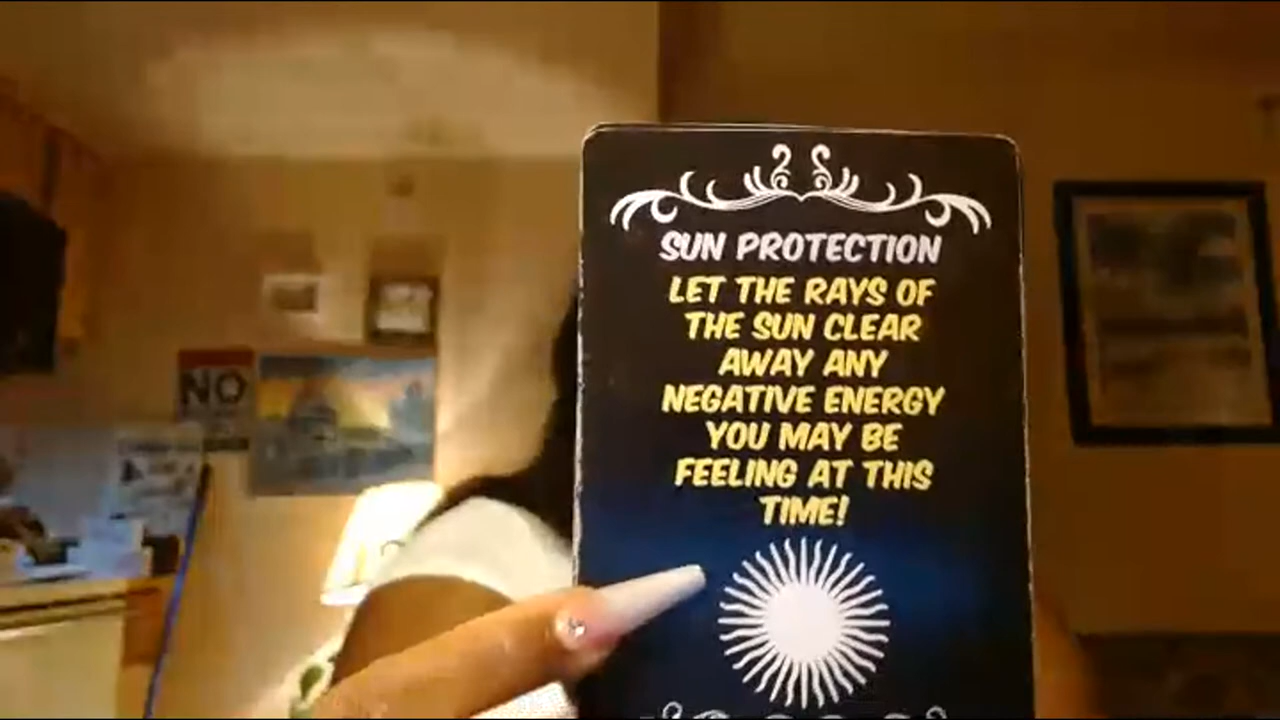 SUN PROTECTION
LET THE RAYS OF
THE SUN CLEAR
AWAY ANY
NEGATIVE ENERGY
YOU MAY BE
FEELING AT THIS
TIME!
NO